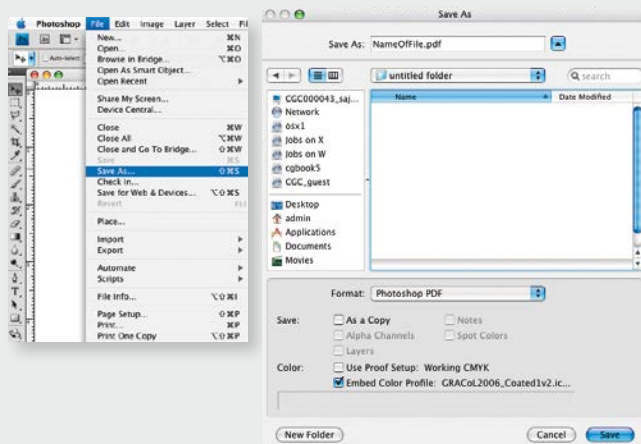 Photoshop File Edit Image Layer Select Fil
New... ⌘N
Open... ⌘O
Browse in Bridge... ⌥⌘O
Open As Smart Object...
Open Recent
Share My Screen...
Device Central...
Close ⌘W
Close All ⌥⌘W
Close and Go To Bridge... ⇧⌘W
Save ⌘S
Save As... ⇧⌘S
Check In...
Save for Web & Devices... ⌥⇧⌘S
Revert
Place...
Import
Export
Automate
Scripts
File Info... ⌥⇧⌘I
Page Setup... ⇧⌘P
Print... ⌘P
Print One Copy ⌥⇧⌘P
Auto-Select
Save As
Save As: NameOfFile.pdf
untitled folder
search
Name Date Modified
CGC000043_saj...
Network
osx1
Jobs on X
Jobs on W
cgbook5
CGC_guest
Desktop
admin
Applications
Documents
Movies
Format: Photoshop PDF
Save: As a Copy Notes
Alpha Channels Spot Colors
Layers
Color: Use Proof Setup: Working CMYK
Embed Color Profile: GRACoL2006_Coated1v2.ic...
New Folder Cancel Save